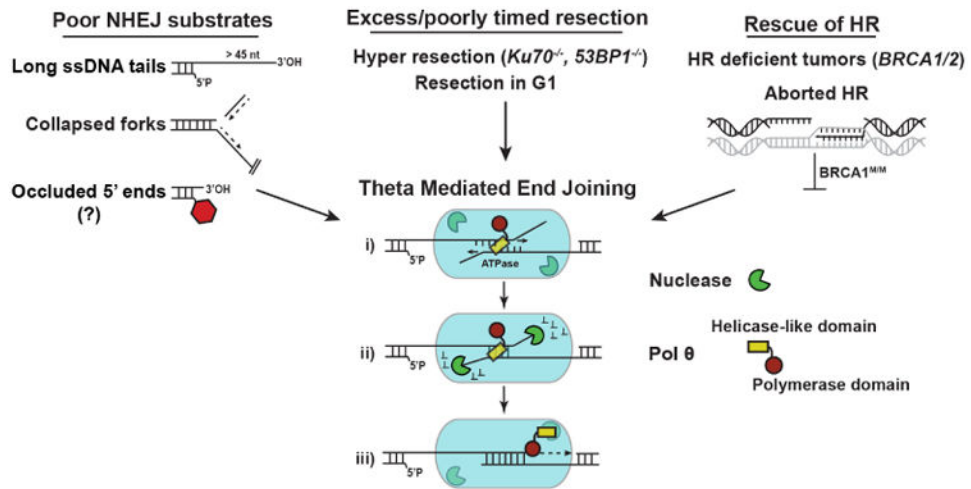 Poor NHEJ substrates
> 45 nt
Long ssDNA tails
3'OH
5'P
Collapsed forks
Occluded 5' ends
(?)
3'OH
Excess/poorly timed resection
Hyper resection (Ku70-/-, 53BP1-/-)
Resection in G1
Rescue of HR
HR deficient tumors (BRCA1/2)
Aborted HR
BRCA1M/M
Theta Mediated End Joining
i)
5'P
ATPase
ii)
5'P
iii)
5'P
Nuclease
Helicase-like domain
Pol θ
Polymerase domain